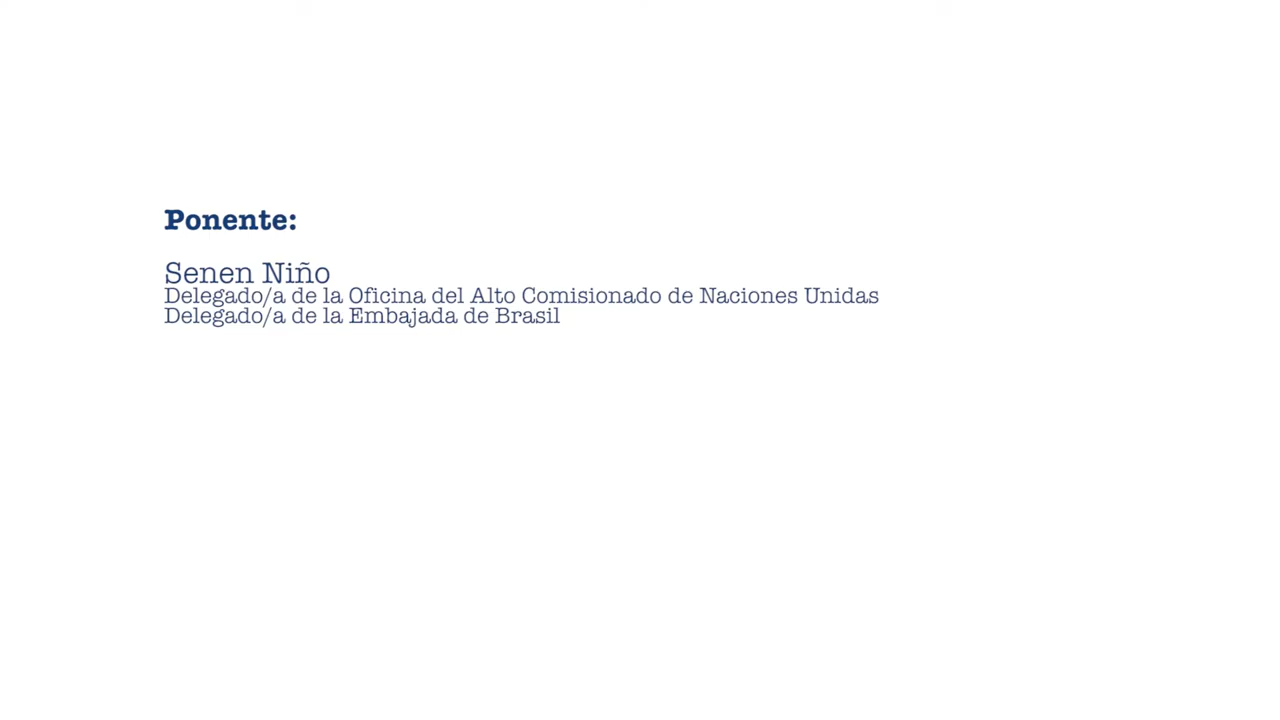 Ponente:
Senen Niño
Delegado/a de la Oficina del Alto Comisionado de Naciones Unidas
Delegado/a de la Embajada de Brasil